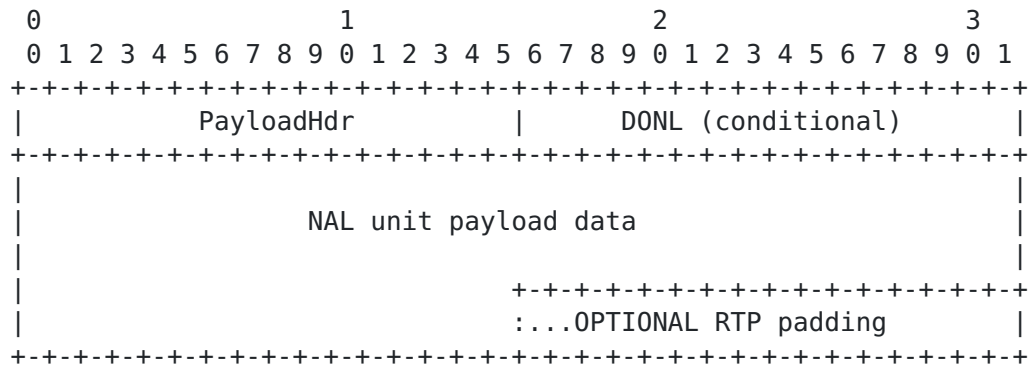 0                   1                   2                   3
 0 1 2 3 4 5 6 7 8 9 0 1 2 3 4 5 6 7 8 9 0 1 2 3 4 5 6 7 8 9 0 1
+-+-+-+-+-+-+-+-+-+-+-+-+-+-+-+-+-+-+-+-+-+-+-+-+-+-+-+-+-+-+-+-+
|           PayloadHdr          |      DONL (conditional)       |
+-+-+-+-+-+-+-+-+-+-+-+-+-+-+-+-+-+-+-+-+-+-+-+-+-+-+-+-+-+-+-+-+
|                                                               |
|                  NAL unit payload data                        |
|                                                               |
|                               +-+-+-+-+-+-+-+-+-+-+-+-+-+-+-+-+
|                               :...OPTIONAL RTP padding        |
+-+-+-+-+-+-+-+-+-+-+-+-+-+-+-+-+-+-+-+-+-+-+-+-+-+-+-+-+-+-+-+-+